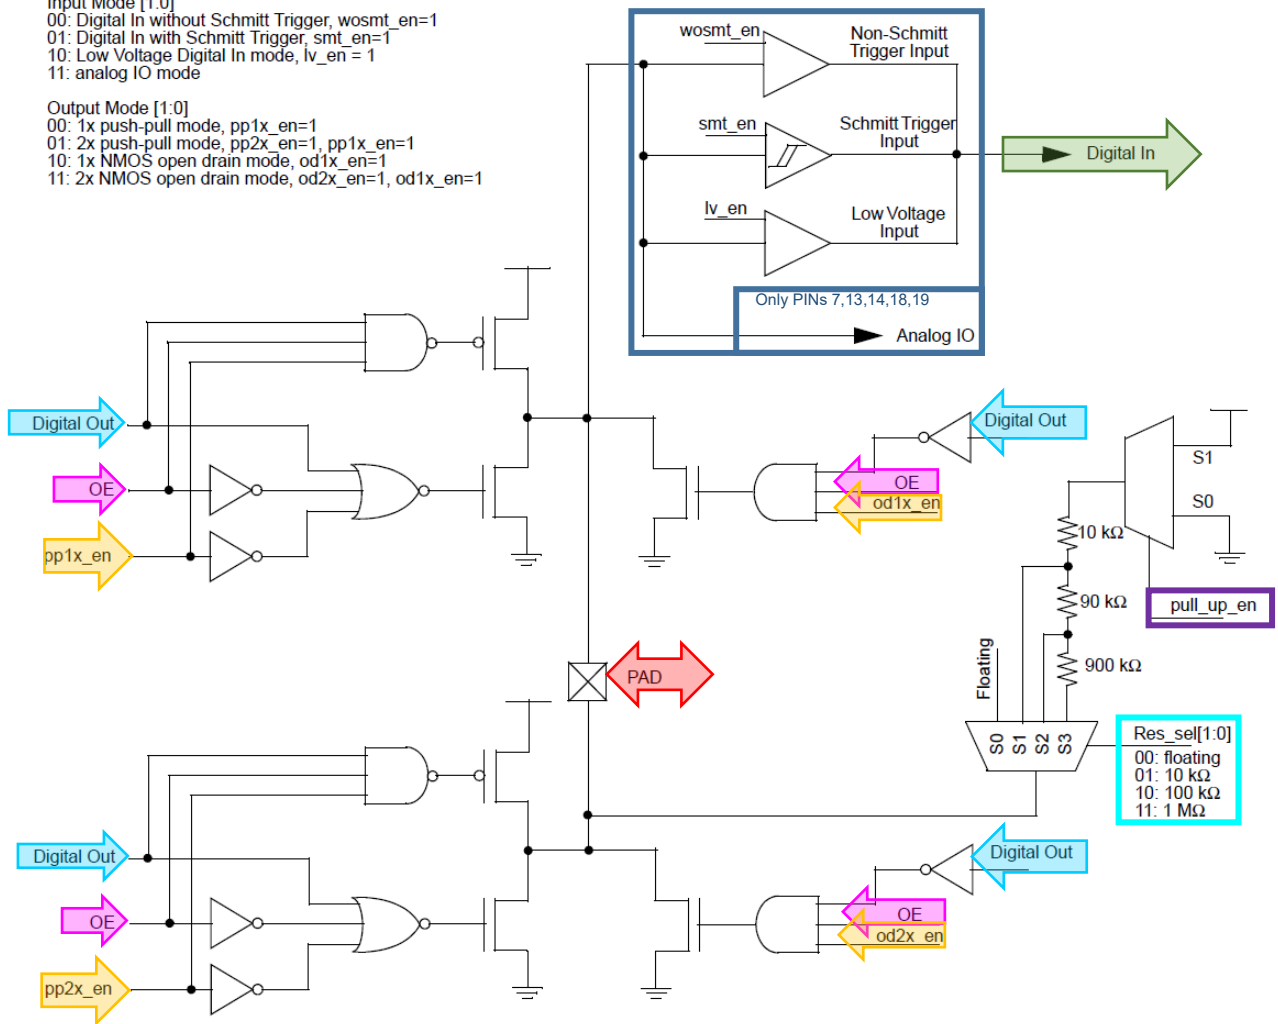 Input Mode [1:0]
00: Digital In without Schmitt Trigger, wosmt_en=1
01: Digital In with Schmitt Trigger, smt_en=1
10: Low Voltage Digital In mode, lv_en = 1
11: analog IO mode
Output Mode [1:0]
00: 1x push-pull mode, pp1x_en=1
01: 2x push-pull mode, pp2x_en=1, pp1x_en=1
10: 1x NMOS open drain mode, od1x_en=1
11: 2x NMOS open drain mode, od2x_en=1, od1x_en=1
wosmt_en
Non-Schmitt
Trigger Input
smt_en
Schmitt Trigger
Input
Digital In
lv_en
Low Voltage
Input
Only PINs 7,13,14,18,19
Analog IO
Digital Out
OE
pp1x_en
Digital Out
OE
od1x_en
S1
S0
10 kΩ
90 kΩ
900 kΩ
pull_up_en
Floating
S0
S1
S2
S3
Res_sel[1:0]
00: floating
01: 10 kΩ
10: 100 kΩ
11: 1 MΩ
PAD
Digital Out
OE
pp2x_en
Digital Out
OE
od2x_en